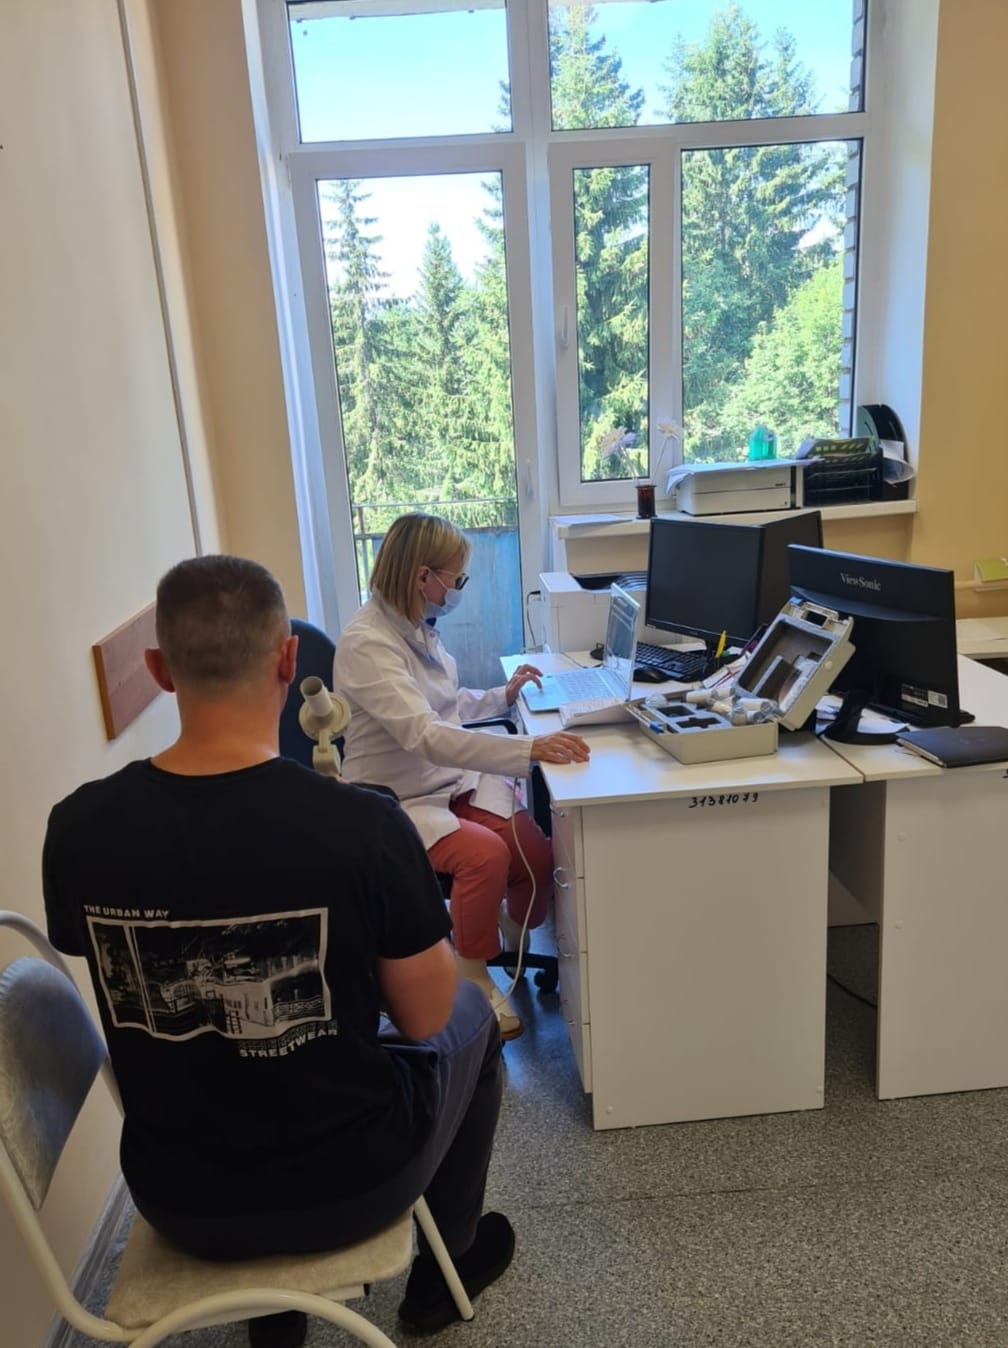 ViewSonic
31381079
THE URBAN WAY
STREETWEAR